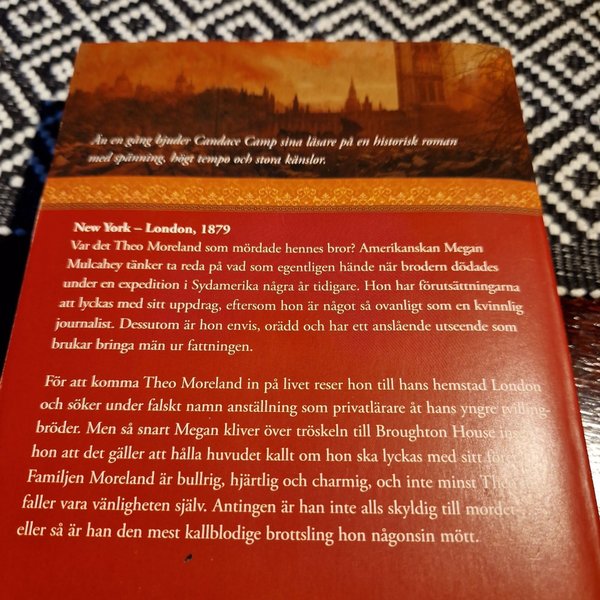 Än en gång bjuder Candace Camp sina läsare på en historisk roman
med spänning, högt tempo och stora känslor.
New York – London, 1879
Var det Theo Moreland som mördade hennes bror? Amerikanskan Megan
Mulcahey tänker ta reda på vad som egentligen hände när brodern dödades
under en expedition i Sydamerika några år tidigare. Hon har förutsättningarna
att lyckas med sitt uppdrag, eftersom hon är något så ovanligt som en kvinnlig
journalist. Dessutom är hon envis, orädd och har ett anslående utseende som
brukar bringa män ur fattningen.
För att komma Theo Moreland in på livet reser hon till hans hemstad London
och söker under falskt namn anställning som privatlärare åt hans yngre tvilling-
bröder. Men så snart Megan kliver över tröskeln till Broughton House
hon att det gäller att hålla huvudet kallt om hon ska lyckas med sitt
Familjen Moreland är bullrig, hjärtlig och charmig, och inte minst
faller vara vänligheten själv. Antingen är han inte alls skyldig till mordet
eller så är han den mest kallblodige brottsling hon någonsin mött.